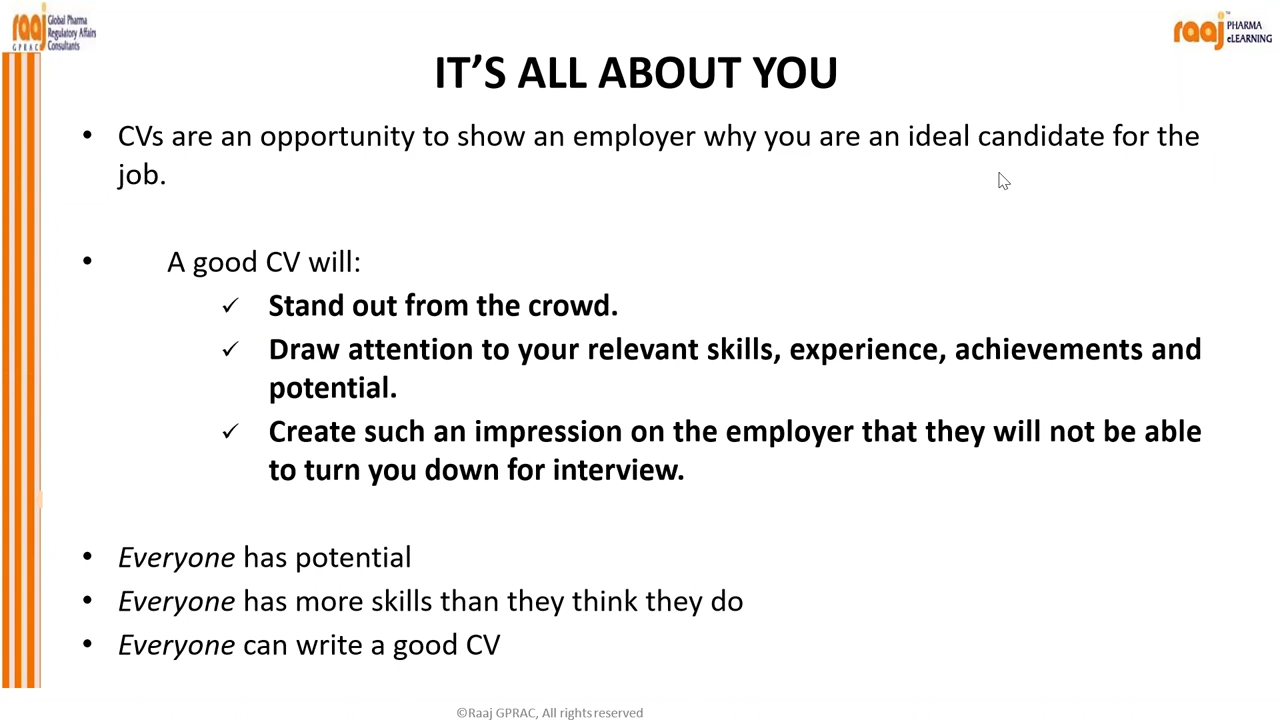 raaj Global Pharma
Regulatory Affairs
GPRAC Consultants
raaj PHARMA
™
eLEARNING
IT’S ALL ABOUT YOU
• CVs are an opportunity to show an employer why you are an ideal candidate for the
job.
• A good CV will:
✓ Stand out from the crowd.
✓ Draw attention to your relevant skills, experience, achievements and
potential.
✓ Create such an impression on the employer that they will not be able
to turn you down for interview.
• Everyone has potential
• Everyone has more skills than they think they do
• Everyone can write a good CV
©Raaj GPRAC, All rights reserved